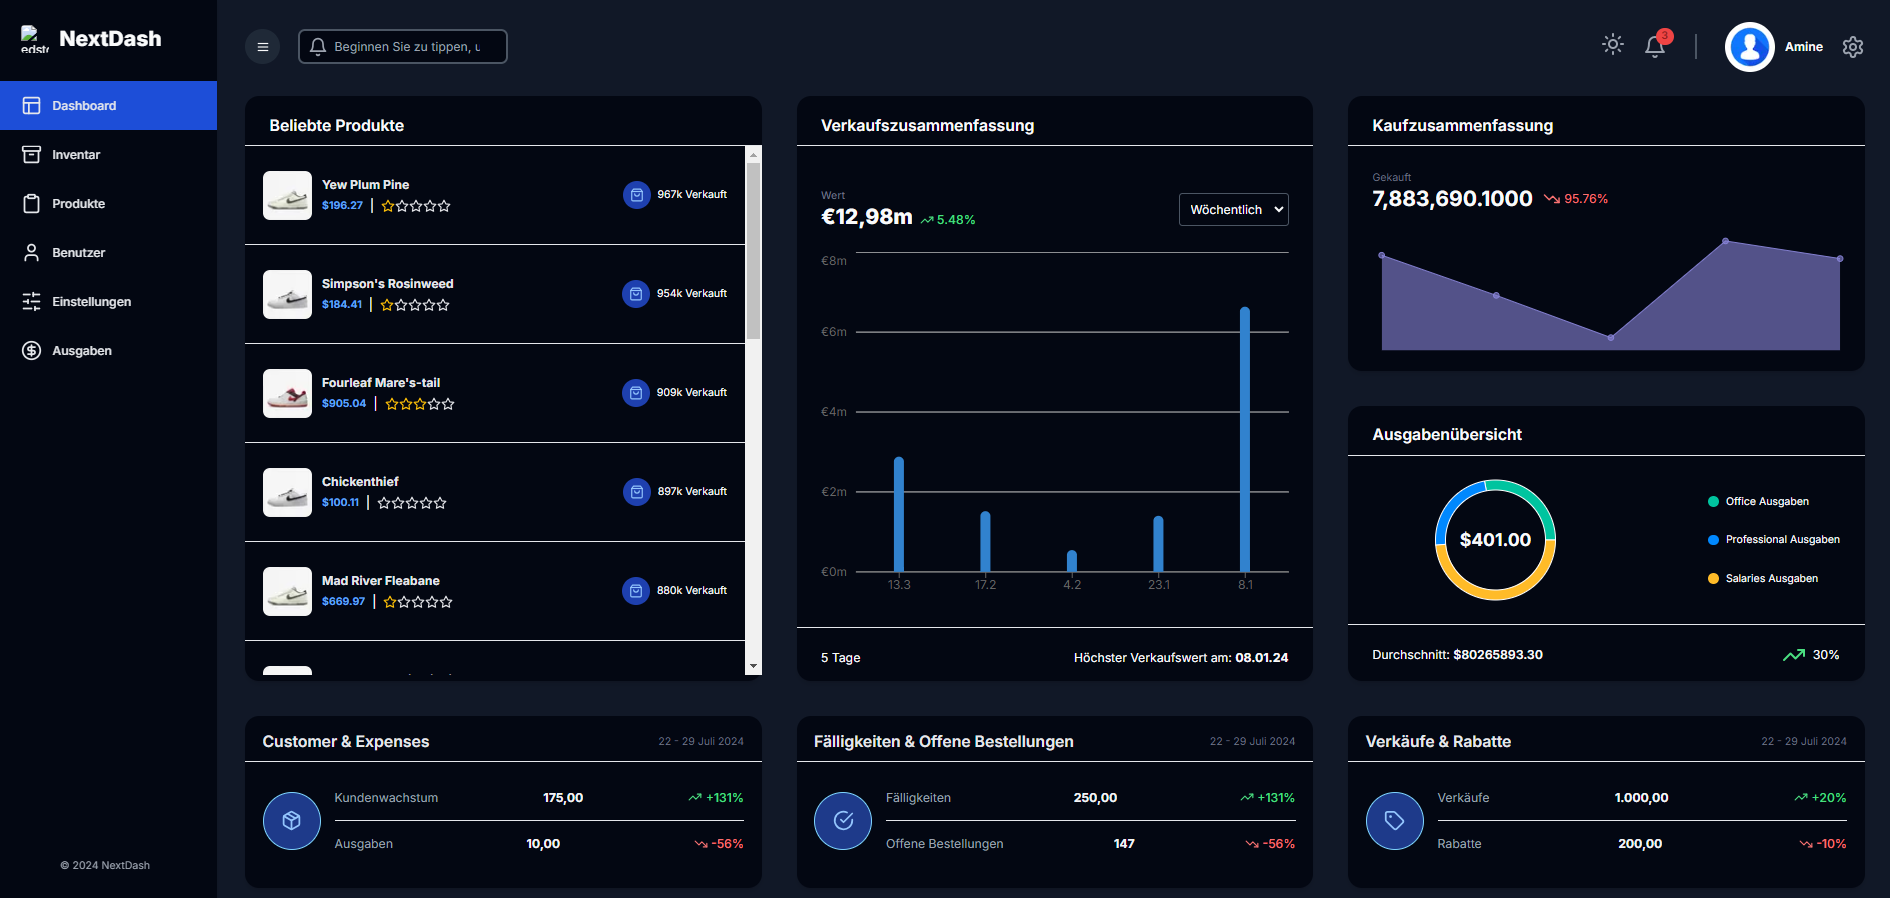 edst
NextDash
Beginnen Sie zu tippen, u
3
Amine
Dashboard
Inventar
Produkte
Benutzer
Einstellungen
Ausgaben
© 2024 NextDash
Beliebte Produkte
Yew Plum Pine
$196.27 |
967k Verkauft
Simpson's Rosinweed
$184.41 |
954k Verkauft
Fourleaf Mare's-tail
$905.04 |
909k Verkauft
Chickenthief
$100.11 |
897k Verkauft
Mad River Fleabane
$669.97 |
880k Verkauft
Verkaufszusammenfassung
Wert
€12,98m 5.48%
Wöchentlich
€8m
€6m
€4m
€2m
€0m
13.3 17.2 4.2 23.1 8.1
5 Tage
Höchster Verkaufswert am: 08.01.24
Kaufzusammenfassung
Gekauft
7,883,690.1000 95.76%
Ausgabenübersicht
$401.00
Office Ausgaben
Professional Ausgaben
Salaries Ausgaben
Durchschnitt: $80265893.30
30%
Customer & Expenses
22 - 29 Juli 2024
Kundenwachstum 175,00 +131%
Ausgaben 10,00 -56%
Fälligkeiten & Offene Bestellungen
22 - 29 Juli 2024
Fälligkeiten 250,00 +131%
Offene Bestellungen 147 -56%
Verkäufe & Rabatte
22 - 29 Juli 2024
Verkäufe 1.000,00 +20%
Rabatte 200,00 -10%